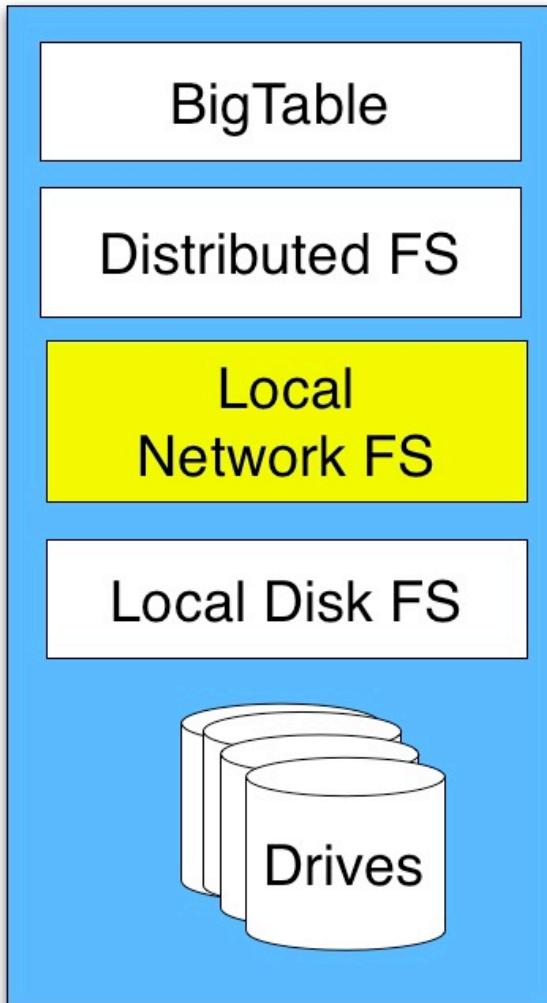 BigTable
Distributed FS
Local
Network FS
Local Disk FS
Drives